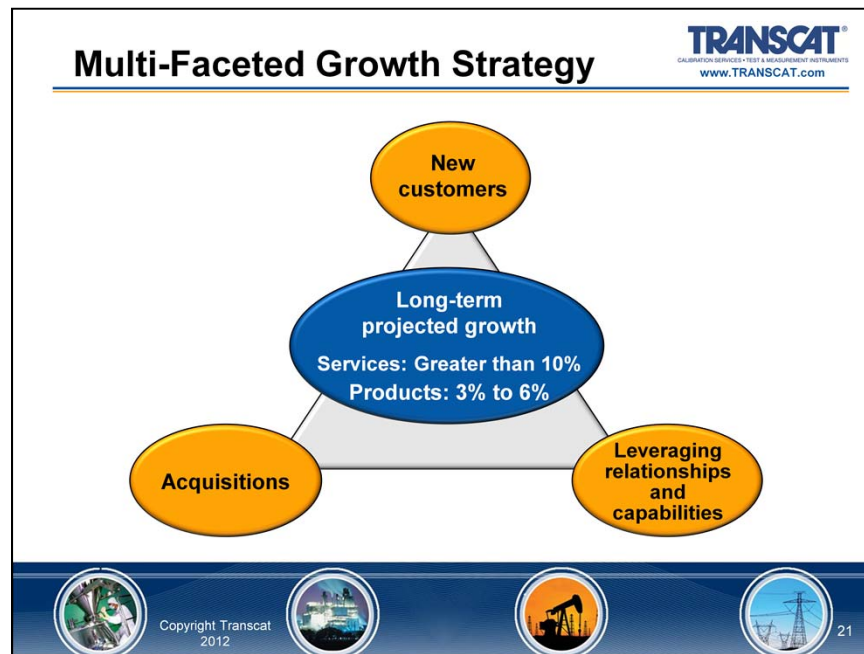 Multi-Faceted Growth Strategy
TRANSCAT®
CALIBRATION SERVICES • TEST & MEASUREMENT INSTRUMENTS
www.TRANSCAT.com
New
customers
Long-term
projected growth
Services: Greater than 10%
Products: 3% to 6%
Acquisitions
Leveraging
relationships
and
capabilities
Copyright Transcat
2012
21